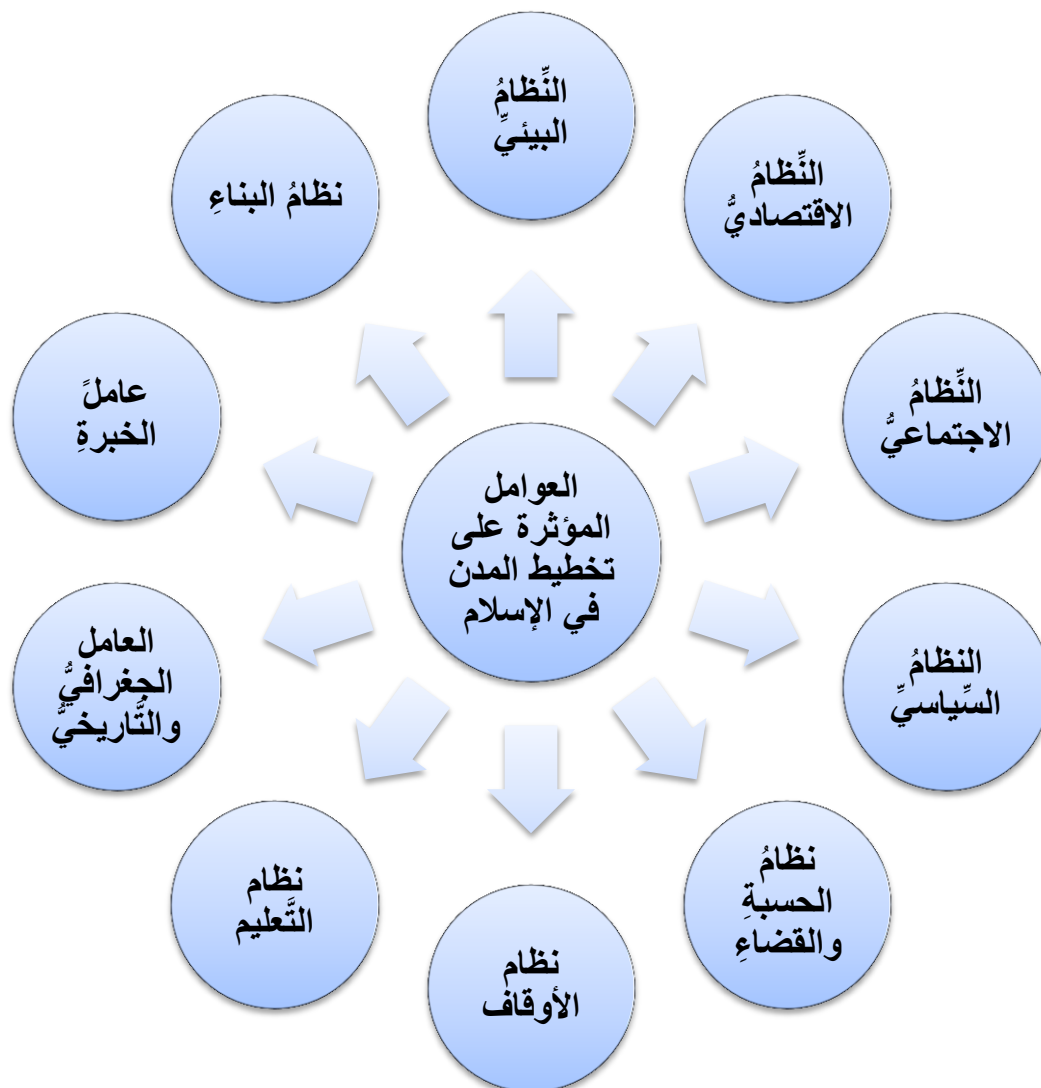 النِّظامُ
البيئيِّ
النِّظامُ
الاقتصاديُّ
النِّظامُ
الاجتماعيُّ
النظامُ
السِّياسيِّ
نظامُ
الحسبةِ
والقضاءِ
نظام
الأوقاف
نظام
التَّعليم
العامل
الجغرافيُّ
والتَّاريخيُّ
عاملَ
الخبرةِ
نظامُ البناءِ
العوامل
المؤثرة على
تخطيط المدن
في الإسلام